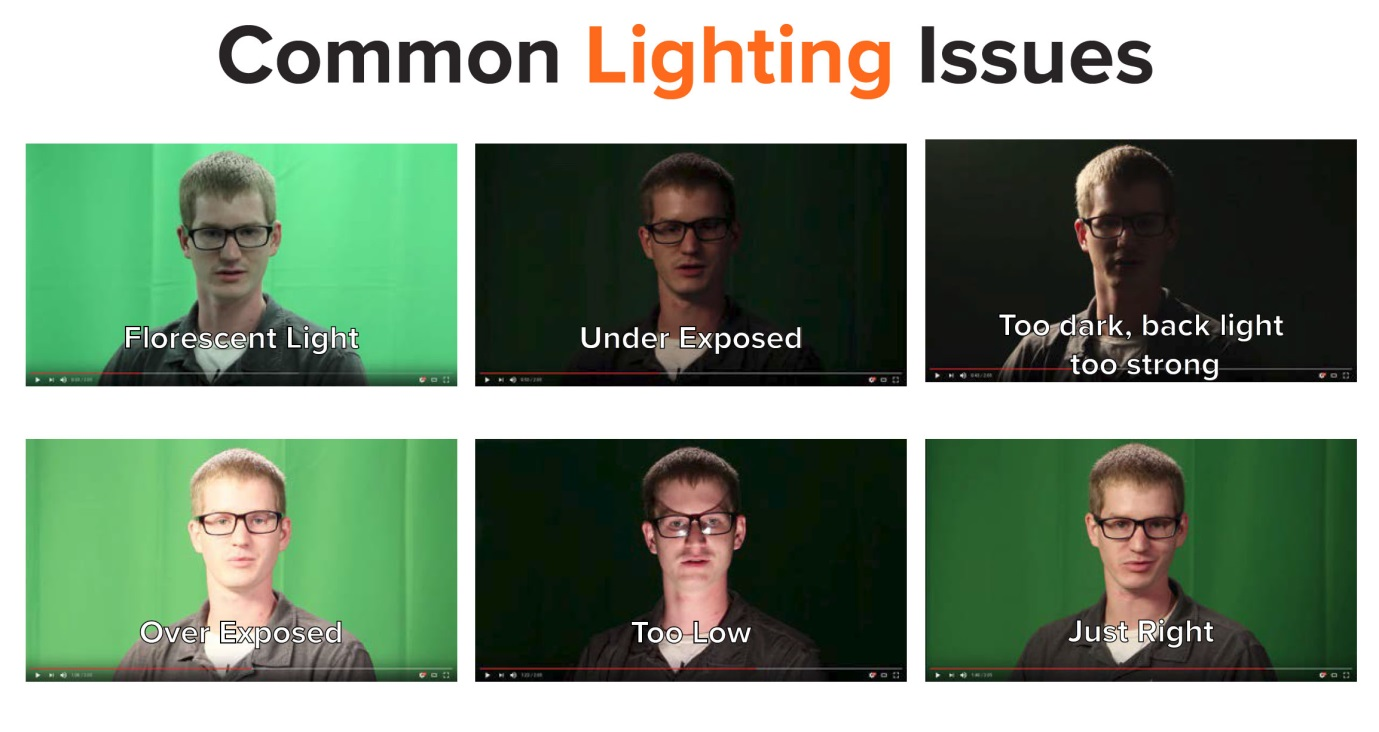 Common Lighting Issues
Florescent Light
Under Exposed
Too dark, back light
too strong
Over Exposed
Too Low
Just Right